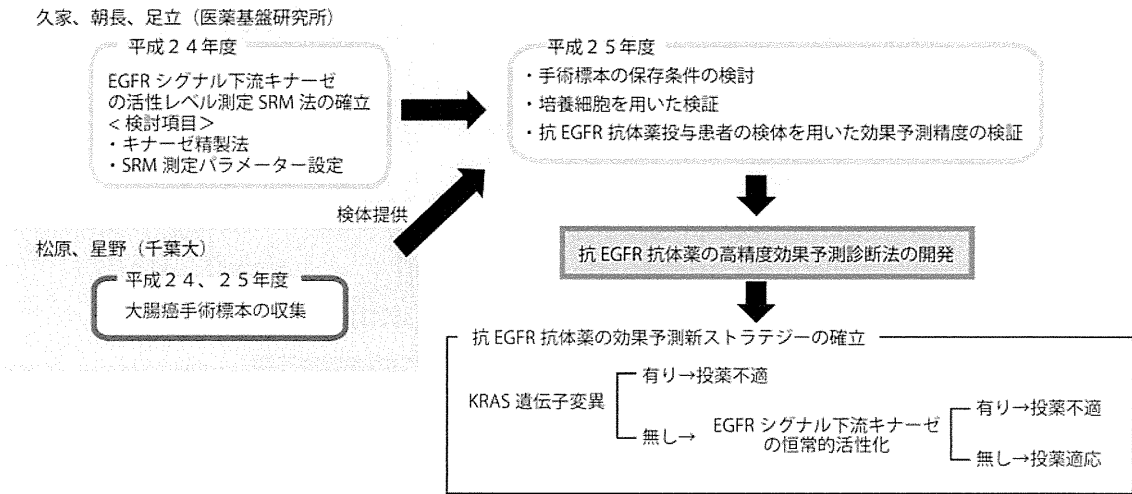 久家、朝長、足立（医薬基盤研究所）
平成２４年度
EGFR シグナル下流キナーゼ
の活性レベル測定 SRM 法の確立
＜検討項目＞
・キナーゼ精製法
・SRM 測定パラメーター設定
平成２５年度
・手術標本の保存条件の検討
・培養細胞を用いた検証
・抗 EGFR 抗体薬投与患者の検体を用いた効果予測精度の検証
検体提供
松原、星野（千葉大）
平成２４、２５年度
大腸癌手術標本の収集
抗 EGFR 抗体薬の高精度効果予測診断法の開発
抗 EGFR 抗体薬の効果予測新ストラテジーの確立
KRAS 遺伝子変異
有り→投薬不適
無し→
EGFR シグナル下流キナーゼ
の恒常的活性化
有り→投薬不適
無し→投薬適応